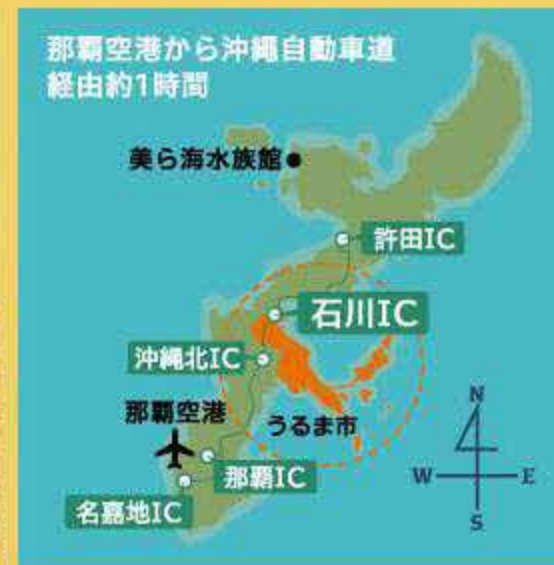 那覇空港から沖縄自動車道
経由約1時間
美ら海水族館
許田IC
石川IC
沖縄北IC
那覇空港
うるま市
那覇IC
名嘉地IC
N
W
E
S